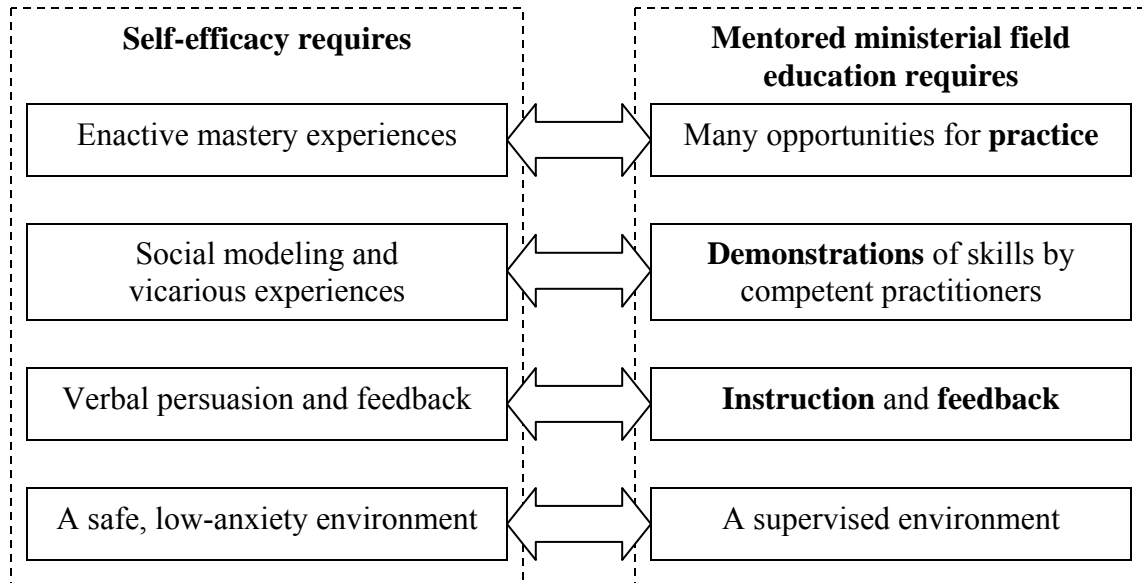 Self-efficacy requires
Mentored ministerial field
education requires
Enactive mastery experiences
Many opportunities for practice
Social modeling and
vicarious experiences
Demonstrations of skills by
competent practitioners
Verbal persuasion and feedback
Instruction and feedback
A safe, low-anxiety environment
A supervised environment